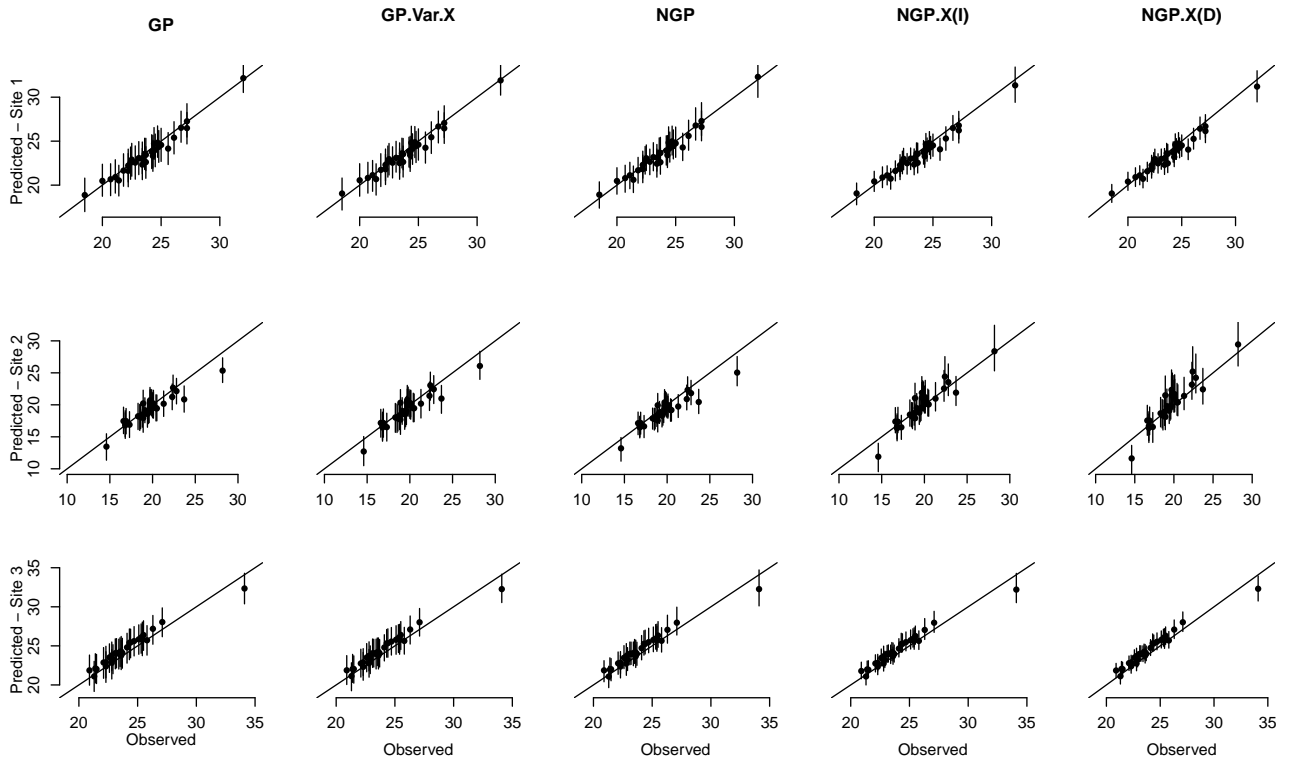 GP GP.Var.X NGP NGP.X(I) NGP.X(D)
Predicted − Site 1
30
25
20
20 25 30 20 25 30 20 25 30 20 25 30 20 25 30
Predicted − Site 2
30
25
20
15
10
10 15 20 25 30 10 15 20 25 30 10 15 20 25 30 10 15 20 25 30 10 15 20 25 30
Predicted − Site 3
35
30
25
20
20 25 30 35 20 25 30 35 20 25 30 35 20 25 30 35 20 25 30 35
Observed Observed Observed Observed Observed